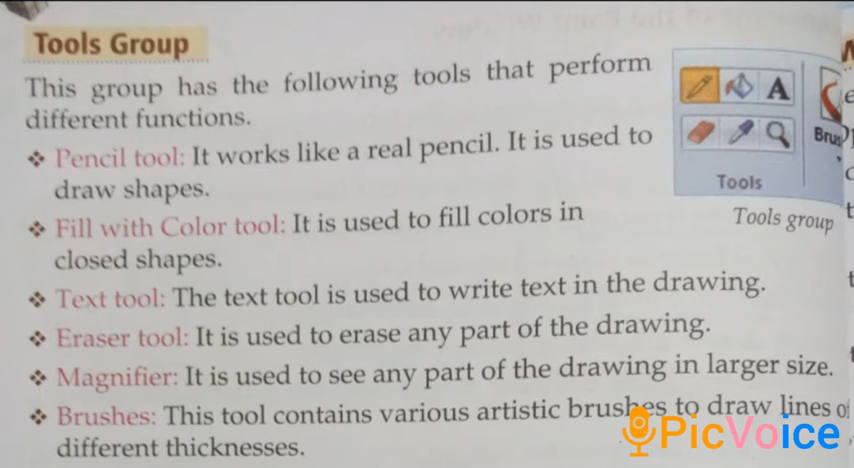 Tools Group
This group has the following tools that perform
different functions.
❖ Pencil tool: It works like a real pencil. It is used to
draw shapes.
❖ Fill with Color tool: It is used to fill colors in
closed shapes.
❖ Text tool: The text tool is used to write text in the drawing.
❖ Eraser tool: It is used to erase any part of the drawing.
❖ Magnifier: It is used to see any part of the drawing in larger size.
❖ Brushes: This tool contains various artistic brushes to draw lines of
different thicknesses.
A
Brus
Tools
Tools group
PicVoice